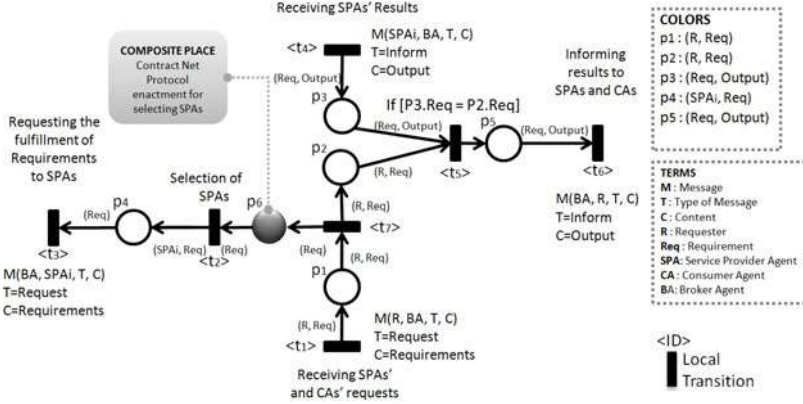 Receiving SPAs' Results
<t4>
M(SPAi, BA, T, C)
T=Inform
C=Output
COMPOSITE PLACE
Contract Net
Protocol
enactment for
selecting SPAs
(Req, Output)
p3
If [P3.Req = P2.Req]
Informing
results to
SPAs and CAs
(Req, Output)
p5
(Req, Output)
<t5>
<t6>
p2
(R, Req)
M(BA, R, T, C)
T=Inform
C=Output
Requesting the
fulfillment of
Requirements
to SPAs
Selection of
SPAs
p4
p6
(R, Req)
(Req)
<t3>
(SPAi, Req)
(Req)
<t2>
(Req)
<t7>
M(BA, SPAi, T, C)
T=Request
C=Requirements
p1
(R, Req)
(R, Req)
<t1>
M(R, BA, T, C)
T=Request
C=Requirements
Receiving SPAs'
and CAs' requests
COLORS
p1 : (R, Req)
p2 : (R, Req)
p3 : (Req, Output)
p4 : (SPAi, Req)
p5 : (Req, Output)
TERMS
M : Message
T : Type of Message
C : Content
R : Requester
Req : Requirement
SPA: Service Provider Agent
CA : Consumer Agent
BA: Broker Agent
<ID>
Local
Transition